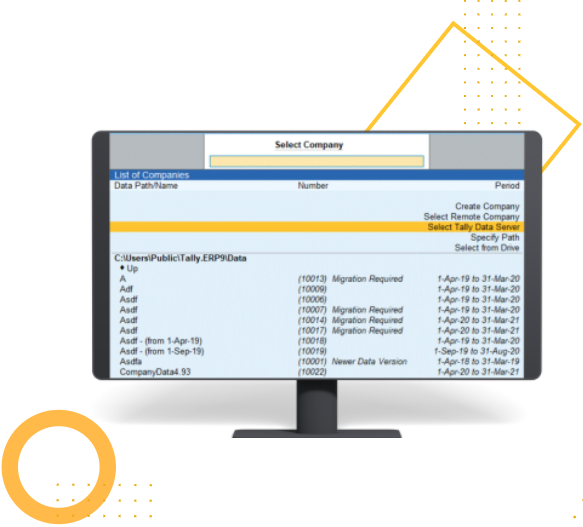 Select Company
List of Companies
Data Path/Name Number Period
Create Company
Select Remote Company
Select Tally Data Server
Specify Path
Select from Drive
C:\Users\Public\Tally.ERP9\Data
♦ Up
A (10013) Migration Required 1-Apr-19 to 31-Mar-20
Adf (10009) 1-Apr-19 to 31-Mar-20
Asdf (10006) 1-Apr-19 to 31-Mar-20
Asdf (10007) Migration Required 1-Apr-19 to 31-Mar-20
Asdf (10014) Migration Required 1-Apr-20 to 31-Mar-21
Asdf (10017) Migration Required 1-Apr-20 to 31-Mar-21
Asdf - (from 1-Apr-19) (10018) 1-Apr-19 to 31-Mar-20
Asdf - (from 1-Sep-19) (10019) 1-Sep-19 to 31-Aug-20
Asdfa (10001) Newer Data Version 1-Apr-18 to 31-Mar-19
CompanyData4.93 (10022) 1-Apr-20 to 31-Mar-21